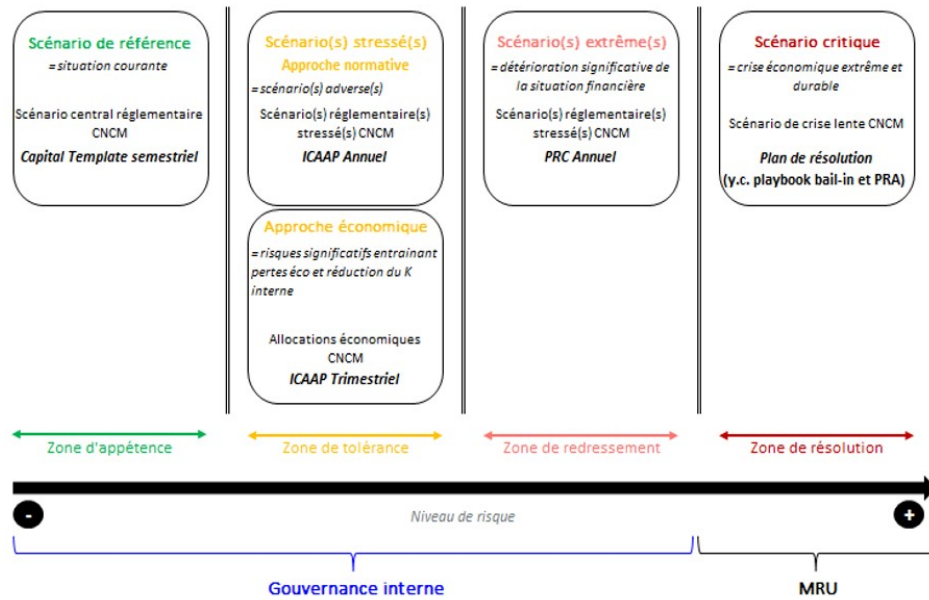 Scénario de référence
= situation courante
Scénario central réglementaire
CNCM
Capital Template semestriel
Scénario(s) stressé(s)
Approche normative
= scénario(s) adverse(s)
Scénario(s) réglementaire(s)
stressé(s) CNCM
ICAAP Annuel
Approche économique
= risques significatifs entrainant
pertes éco et réduction du K
interne
Allocations économiques
CNCM
ICAAP Trimestriel
Scénario(s) extrême(s)
= détérioration significative de
la situation financière
Scénario(s) réglementaire(s)
stressé(s) CNCM
PRC Annuel
Scénario critique
= crise économique extrême et
durable
Scénario de crise lente CNCM
Plan de résolution
(y.c. playbook bail-in et PRA)
Zone d'appétence
Zone de tolérance
Zone de redressement
Zone de résolution
-
Niveau de risque
+
Gouvernance interne
MRU